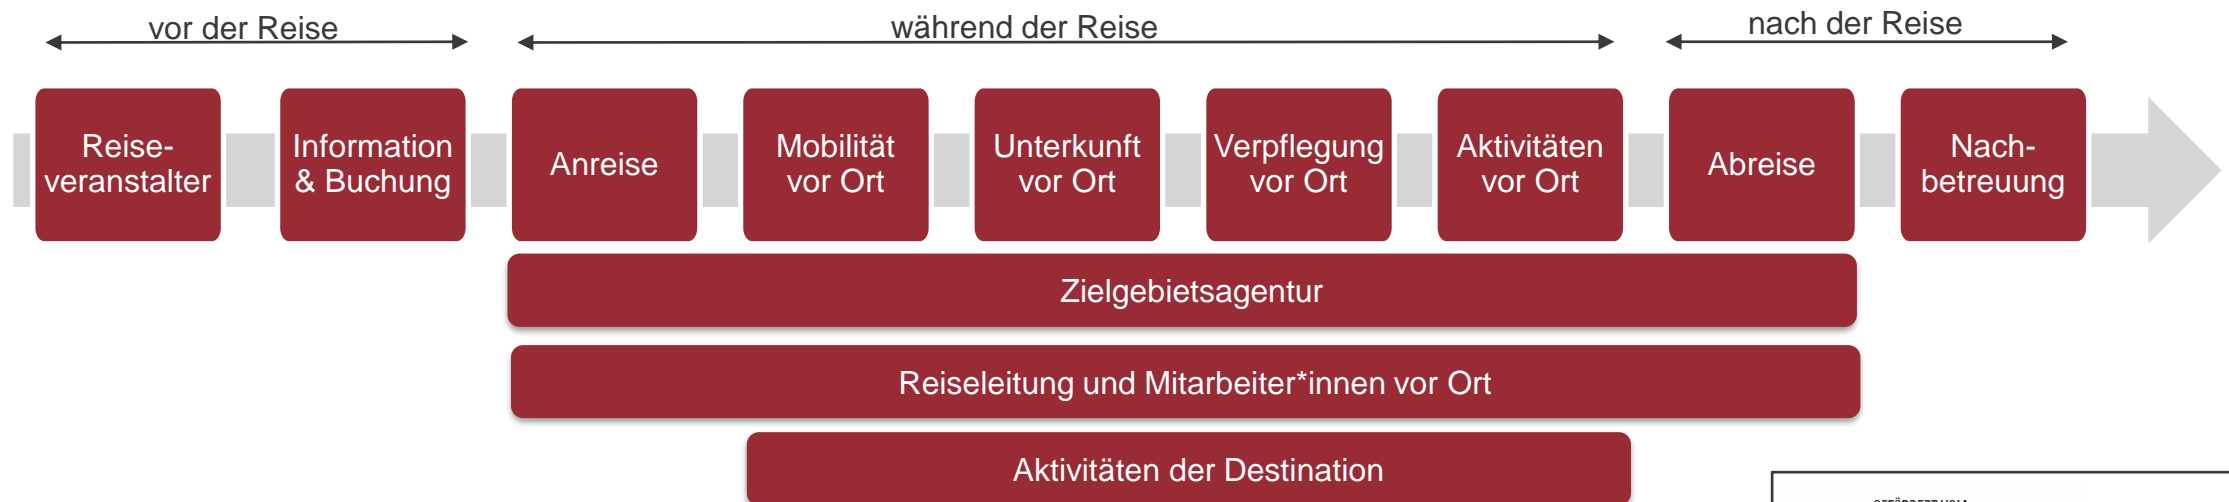 vor der Reise
während der Reise
nach der Reise
Reise-
veranstalter
Information
& Buchung
Anreise
Mobilität
vor Ort
Unterkunft
vor Ort
Verpflegung
vor Ort
Aktivitäten
vor Ort
Abreise
Nach-
betreuung
Zielgebietsagentur
Reiseleitung und Mitarbeiter*innen vor Ort
Aktivitäten der Destination